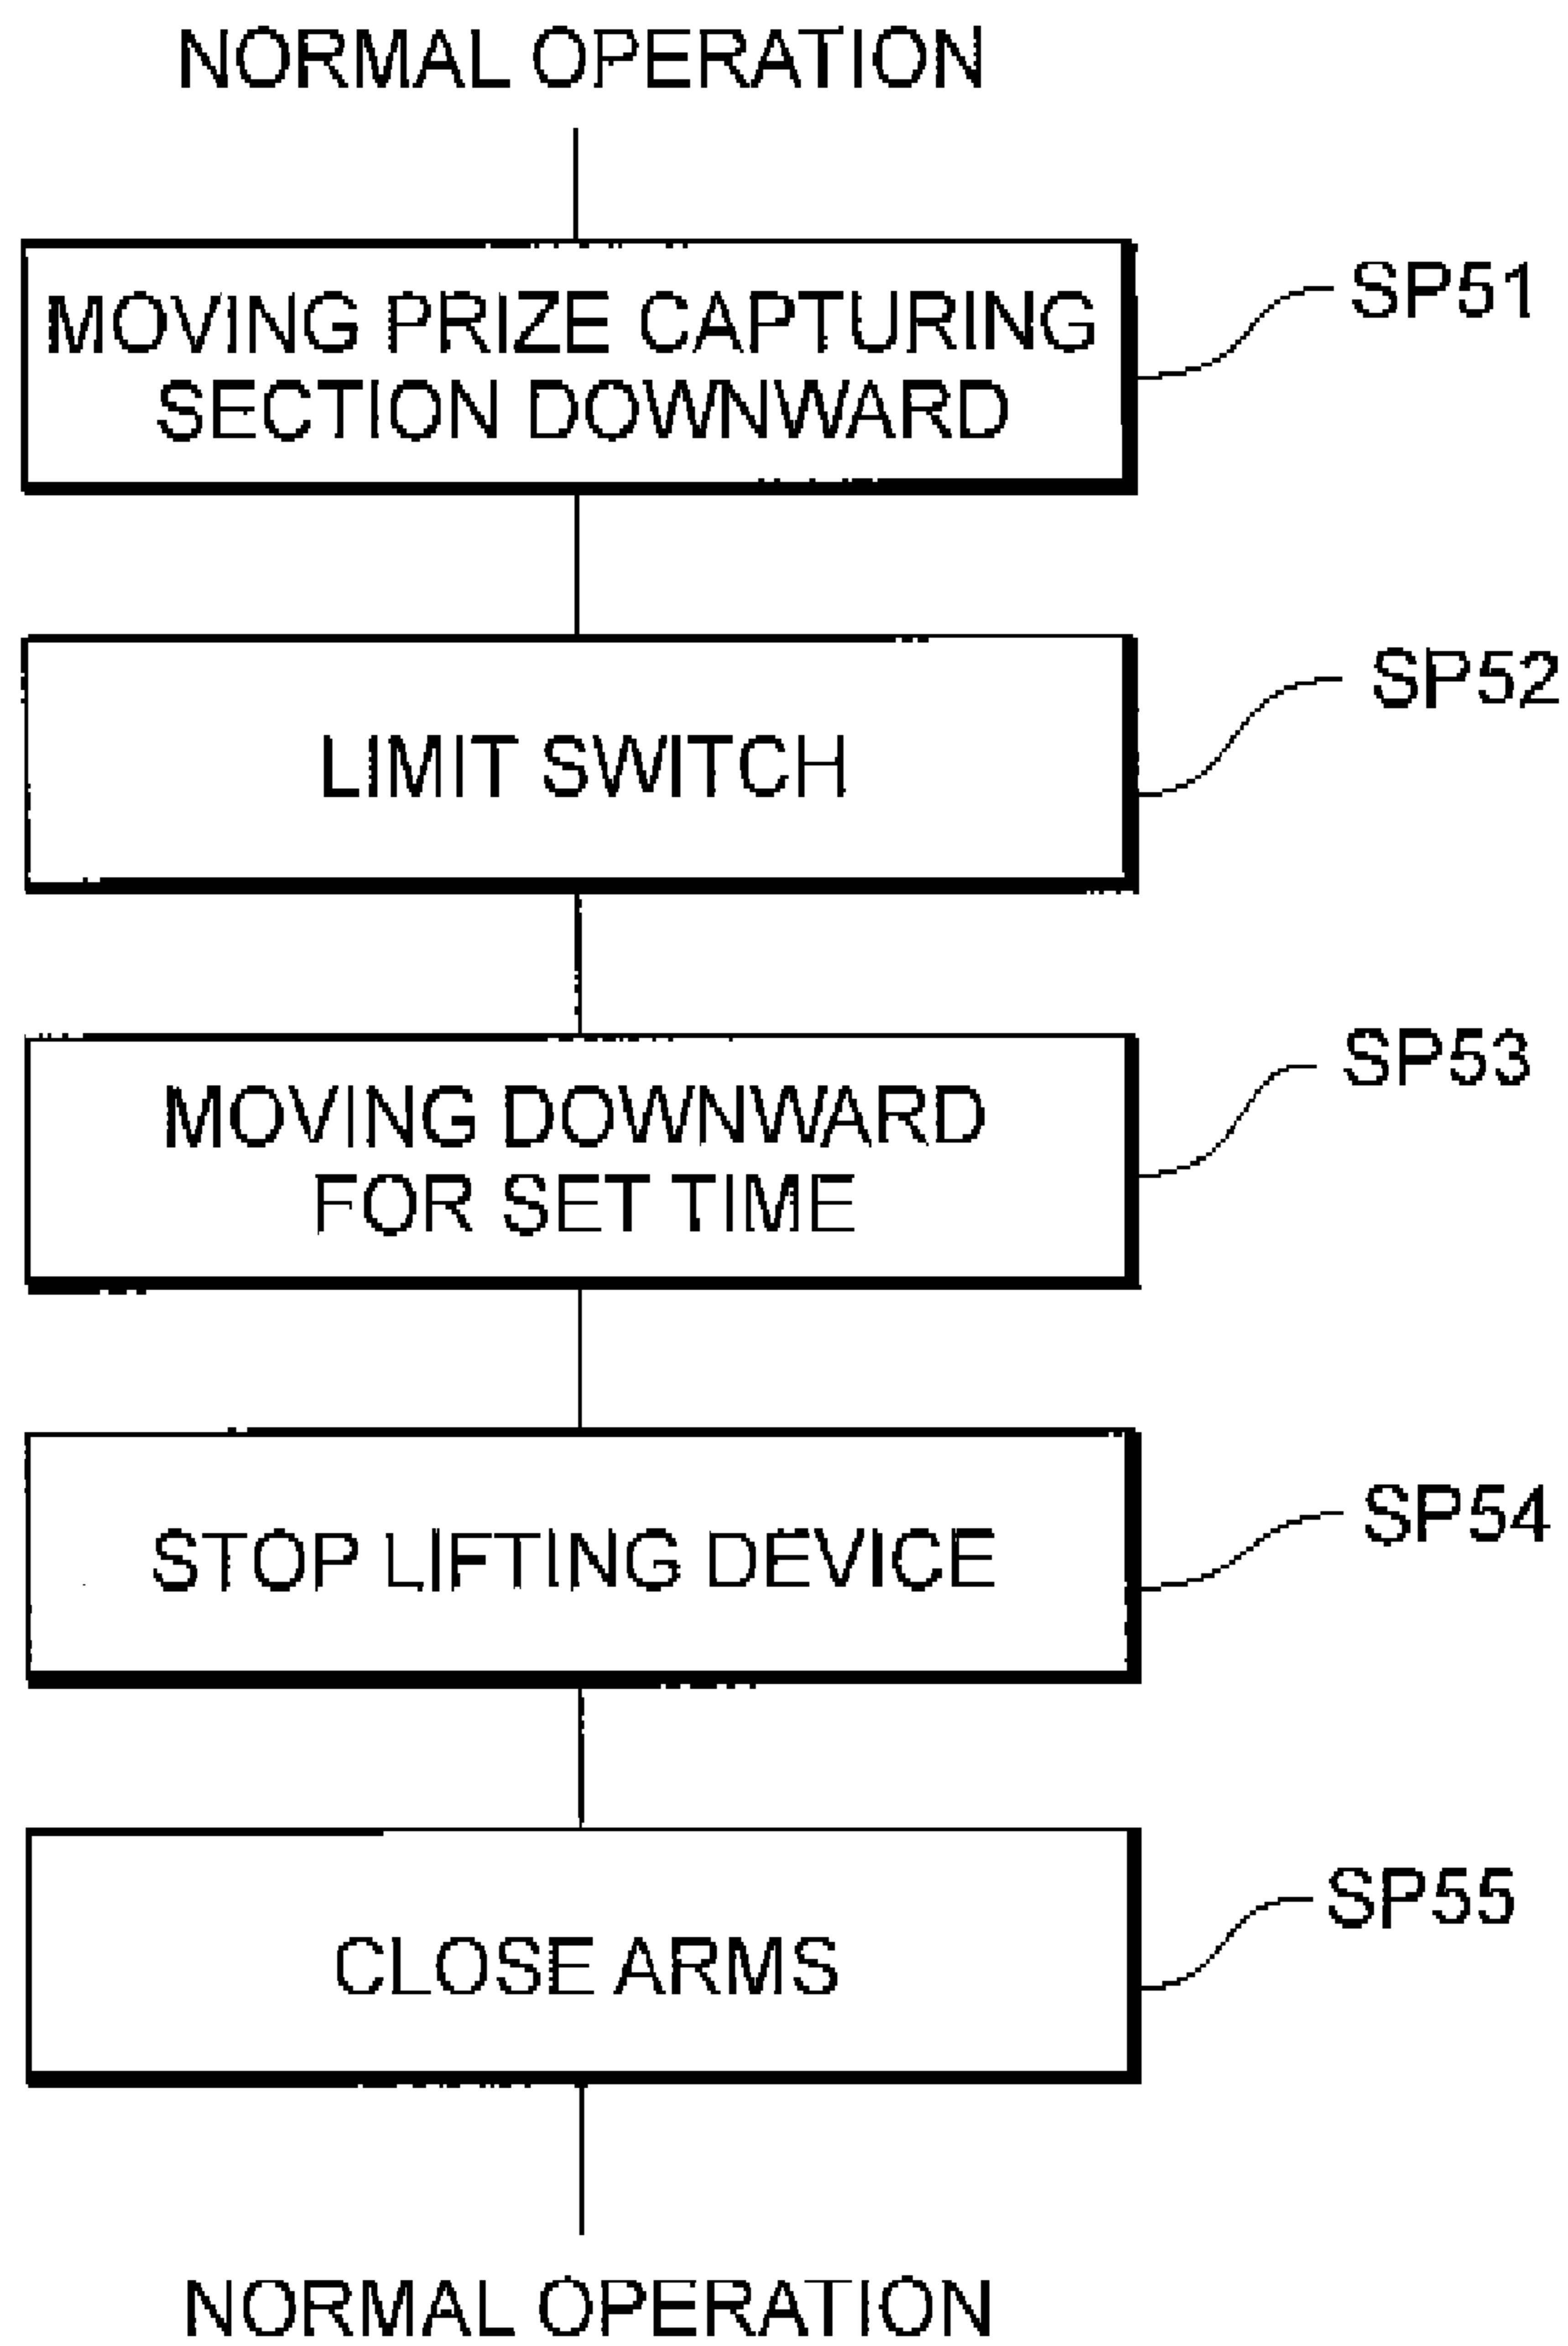 NORMAL OPERATION
MOVING PRIZE CAPTURING
SECTION DOWNWARD
SP51
LIMIT SWITCH
SP52
MOVING DOWNWARD
FOR SET TIME
SP53
STOP LIFTING DEVICE
SP54
CLOSE ARMS
SP55
NORMAL OPERATION